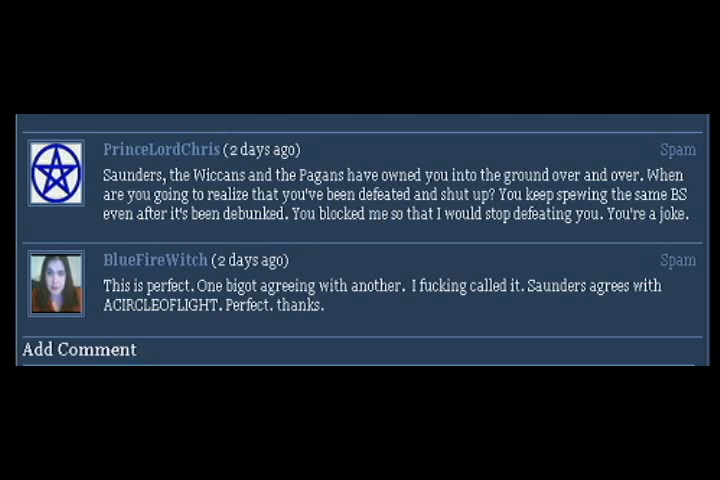 PrinceLordChris (2 days ago)
Spam
Saunders, the Wiccans and the Pagans have owned you into the ground over and over. When
are you going to realize that you've been defeated and shut up? You keep spewing the same BS
even after it's been debunked. You blocked me so that I would stop defeating you. You're a joke.
BlueFireWitch (2 days ago)
Spam
This is perfect. One bigot agreeing with another. I fucking called it. Saunders agrees with
ACIRCLEOFLIGHT. Perfect. thanks.
Add Comment